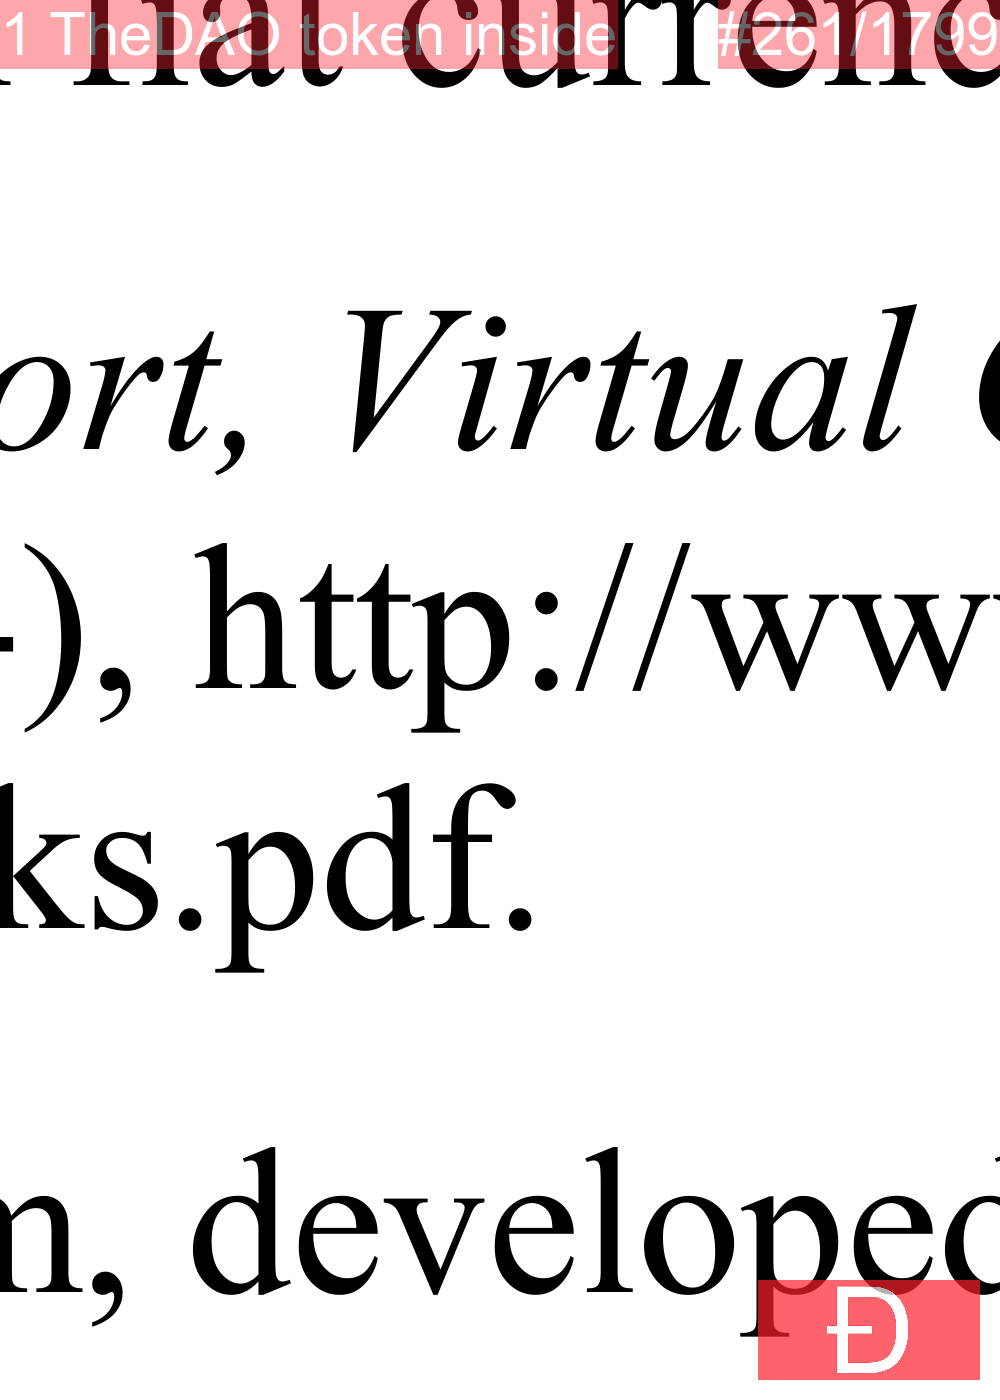 1 TheDAO token inside #261/1799
fiat currenc
ort, Virtual C
-), http://ww
ks.pdf.
m, developed
Đ